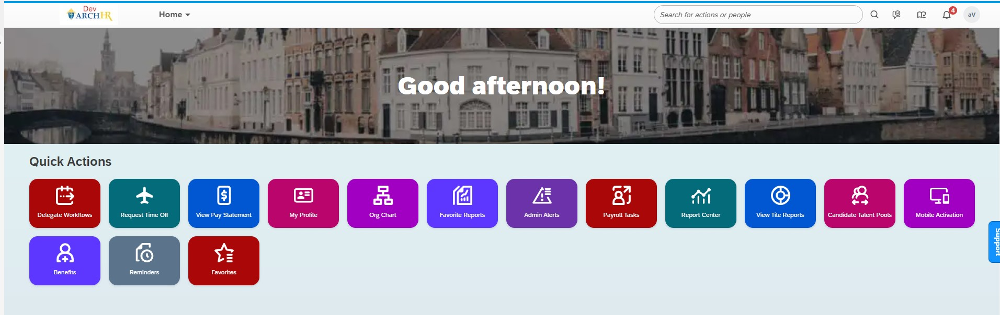 Dev
ARCHHR
Home
Search for actions or people
4
aV
Good afternoon!
Quick Actions
Delegate Workflows
Request Time Off
View Pay Statement
My Profile
Org Chart
Favorite Reports
Admin Alerts
Payroll Tasks
Report Center
View Tile Reports
Candidate Talent Pools
Mobile Activation
Benefits
Reminders
Favorites
Support